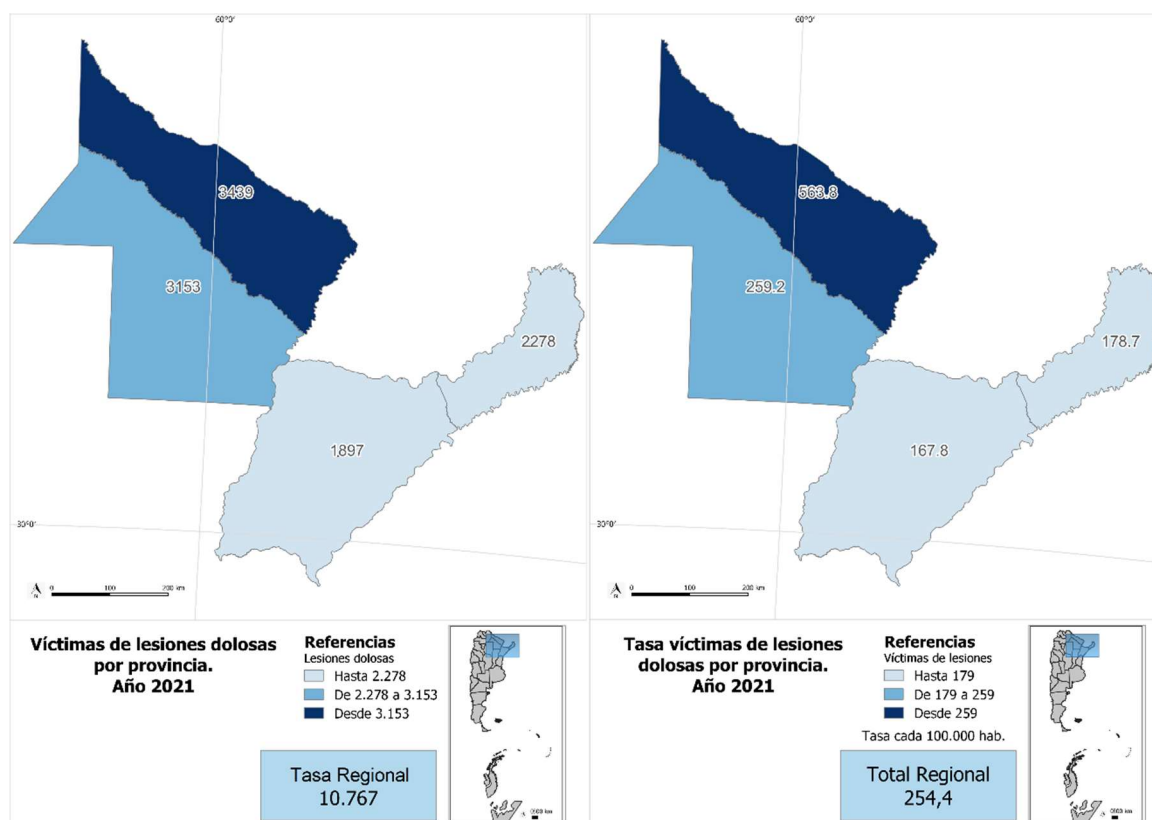 60°0'
3439
3153
2278
1897
30°0'
N
0 100 200 km
Víctimas de lesiones dolosas
por provincia.
Año 2021
Referencias
Lesiones dolosas
Hasta 2.278
De 2.278 a 3.153
Desde 3.153
Tasa Regional
10.767
60°0'
563.8
259.2
178.7
167.8
30°0'
N
0 100 200 km
Tasa víctimas de lesiones
dolosas por provincia.
Año 2021
Referencias
Víctimas de lesiones
Hasta 179
De 179 a 259
Desde 259
Tasa cada 100.000 hab.
Total Regional
254,4